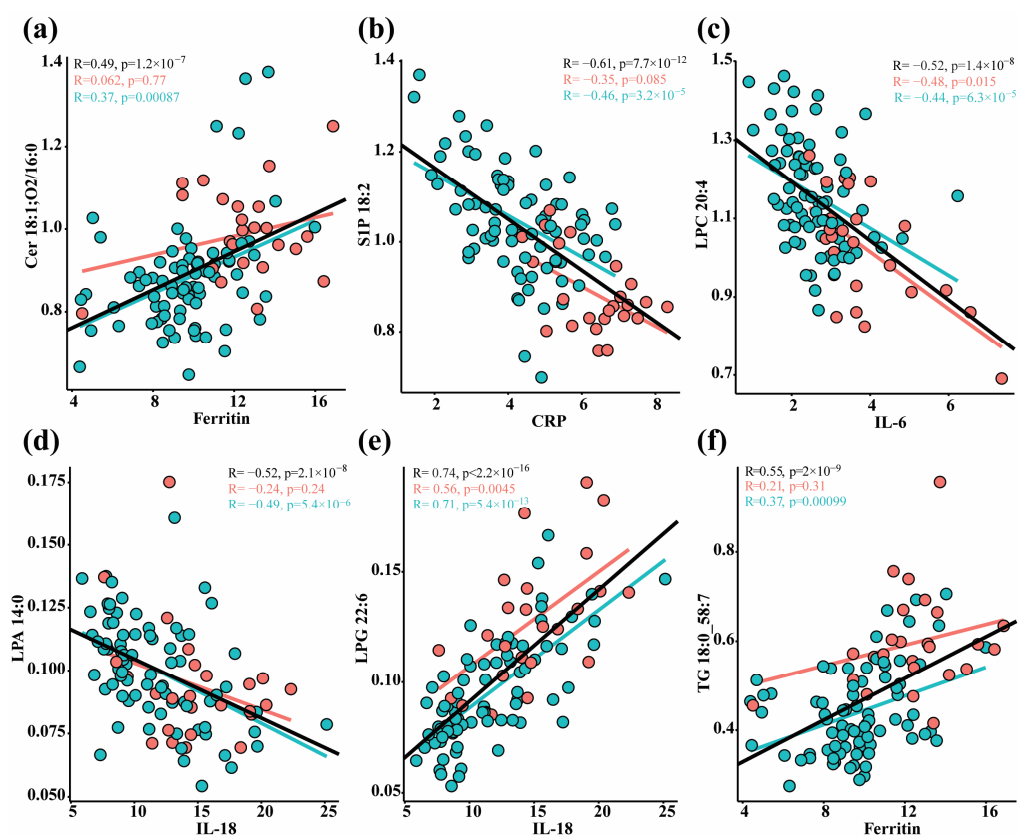 (a)
R=0.49, p=1.2×10−7
R=0.062, p=0.77
R=0.37, p=0.00087
Cer 18:1;O2/16:0
1.4
1.2
1.0
0.8
4 8 12 16
Ferritin
(b)
R= −0.61, p=7.7×10−12
R= −0.35, p=0.085
R= −0.46, p=3.2×10−5
S1P 18:2
1.4
1.2
1.0
0.8
2 4 6 8
CRP
(c)
R= −0.52, p=1.4×10−8
R= −0.48, p=0.015
R= −0.44, p=6.3×10−5
LPC 20:4
1.5
1.3
1.1
0.9
0.7
2 4 6
IL-6
(d)
R= −0.52, p=2.1×10−8
R= −0.24, p=0.24
R= −0.49, p=5.4×10−6
LPA 14:0
0.175
0.150
0.125
0.100
0.075
0.050
5 10 15 20 25
IL-18
(e)
R= 0.74, p<2.2×10−16
R= 0.56, p=0.0045
R= 0.71, p=5.4×10−13
LPG 22:6
0.15
0.10
0.05
5 10 15 20 25
IL-18
(f)
R=0.55, p=2×10−9
R=0.21, p=0.31
R=0.37, p=0.00099
TG 18:0_58:7
0.8
0.6
0.4
4 8 12 16
Ferritin